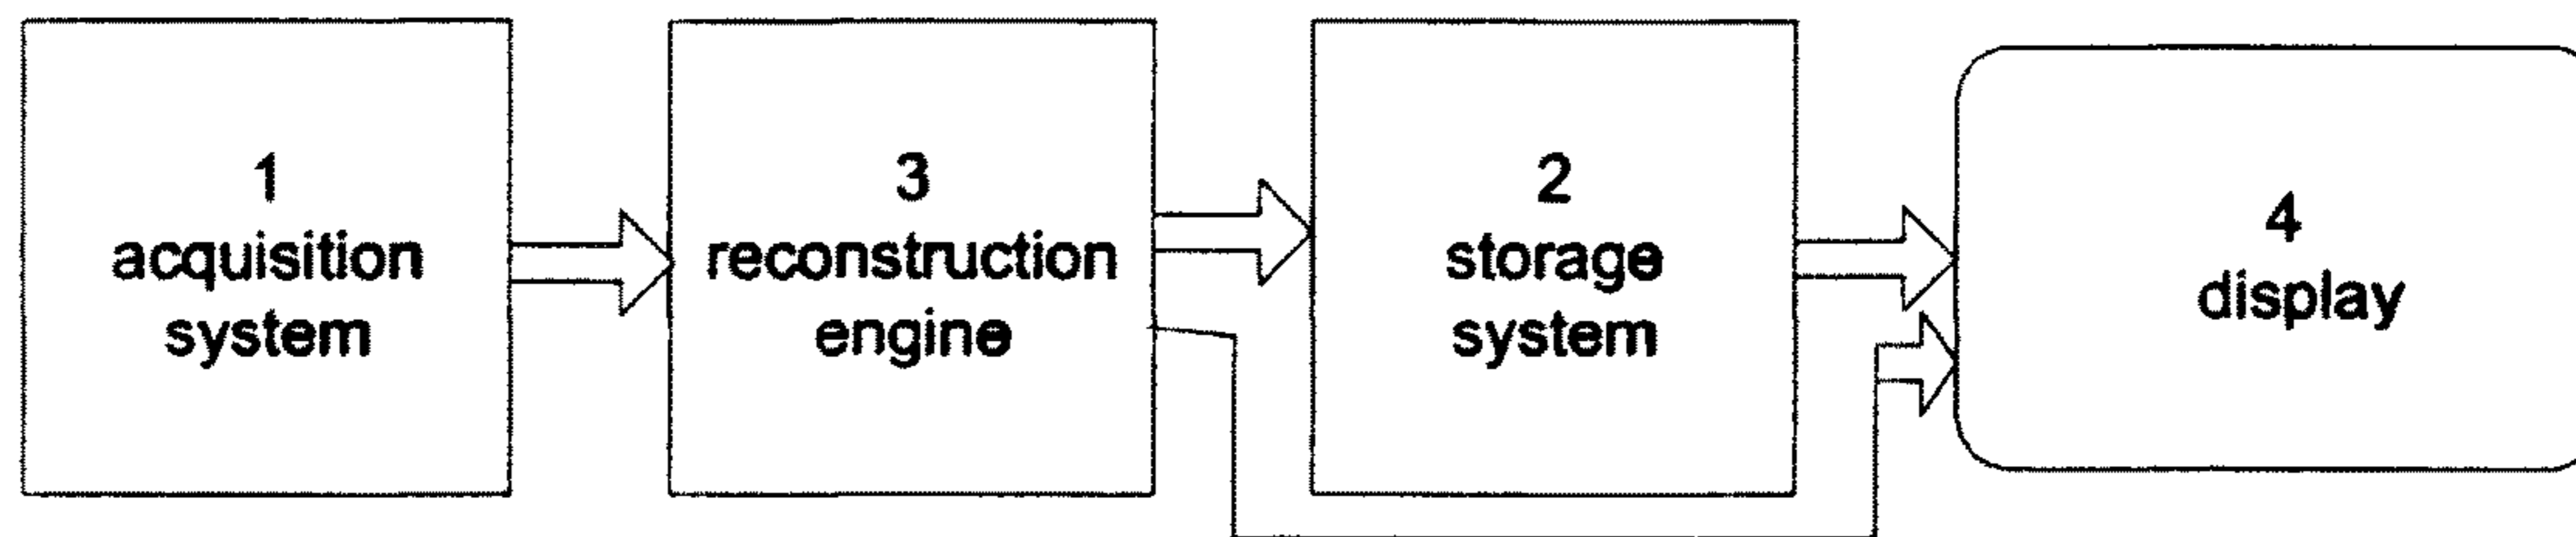 1
acquisition
system
3
reconstruction
engine
2
storage
system
4
display